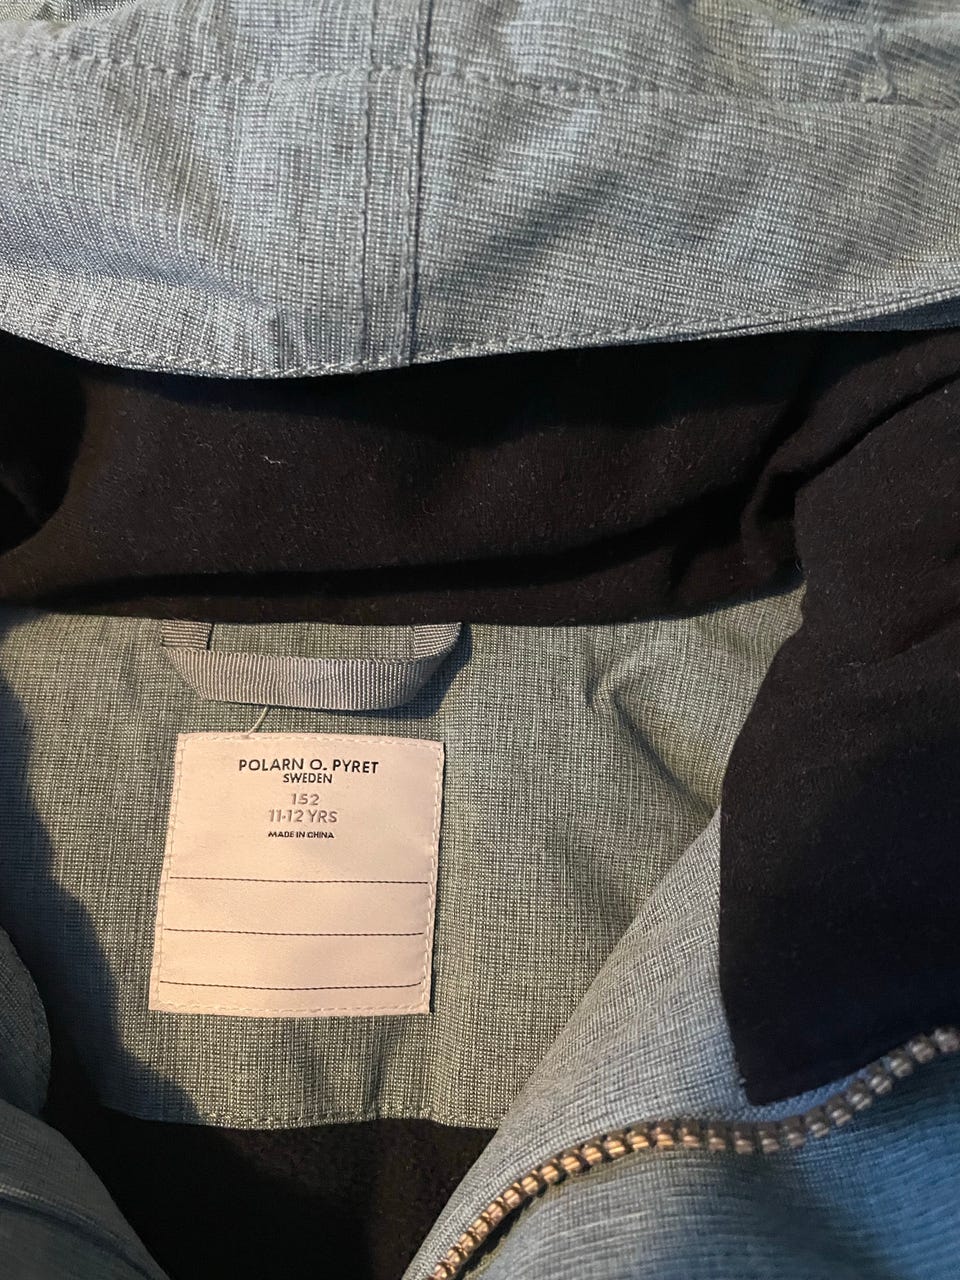 POLARN O. PYRET
SWEDEN
152
11-12 YRS
MADE IN CHINA